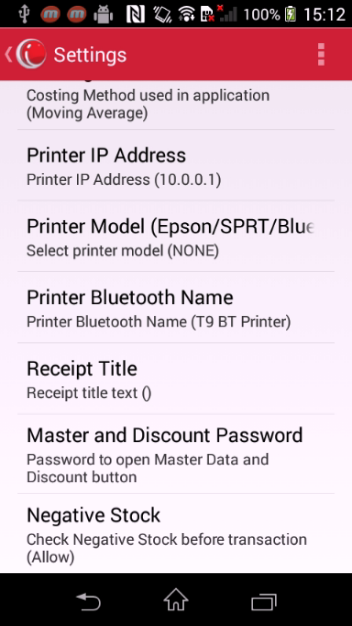 100% 15:12
Settings
Costing Method used in application
(Moving Average)
Printer IP Address
Printer IP Address (10.0.0.1)
Printer Model (Epson/SPRT/Blue
Select printer model (NONE)
Printer Bluetooth Name
Printer Bluetooth Name (T9 BT Printer)
Receipt Title
Receipt title text ()
Master and Discount Password
Password to open Master Data and
Discount button
Negative Stock
Check Negative Stock before transaction
(Allow)